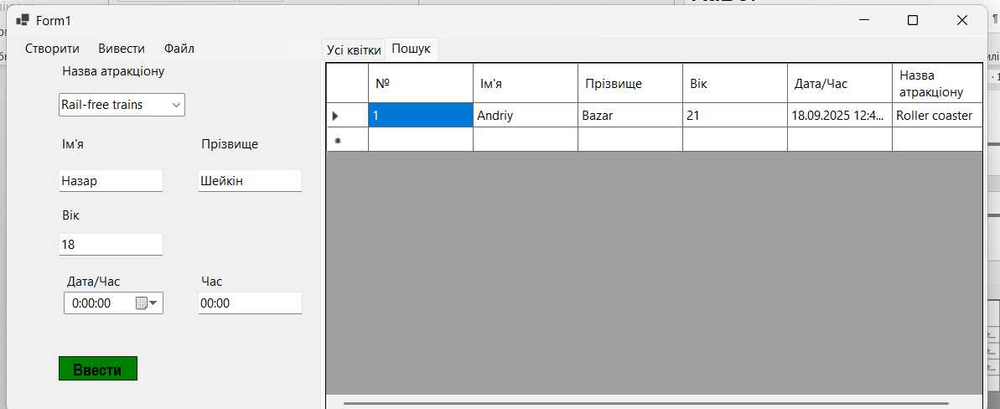 Form1
Створити Вивести Файл
Назва атракціону
Rail-free trains
Ім'я Прізвище
Назар Шейкін
Вік
18
Дата/Час Час
0:00:00 00:00
Ввести
Усі квітки Пошук
№ Ім'я Прізвище Вік Дата/Час Назва атракціону
1 Andriy Bazar 21 18.09.2025 12:4... Roller coaster